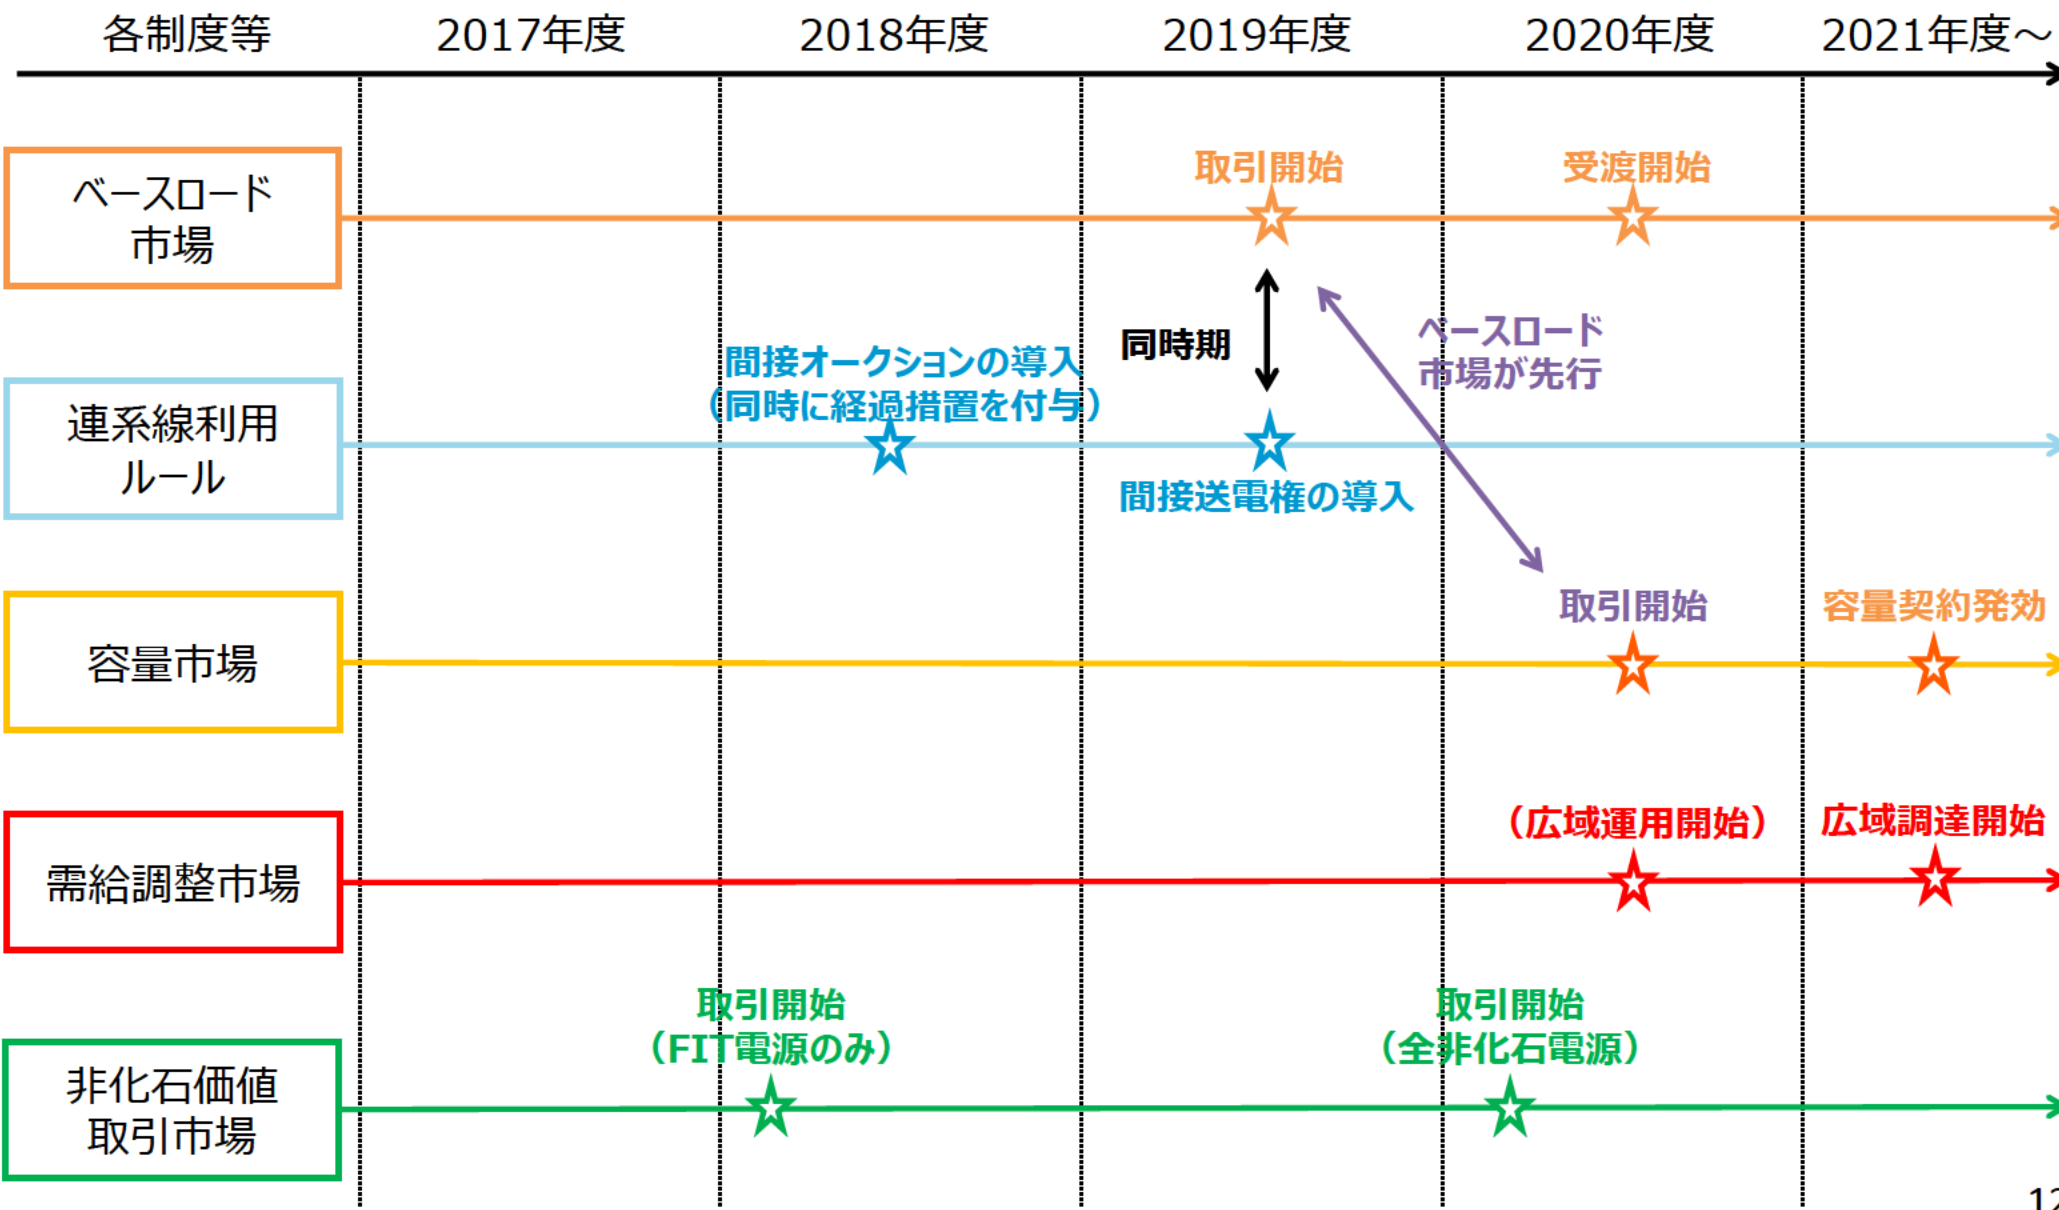 各制度等
2017年度
2018年度
2019年度
2020年度
2021年度～
ベースロード
市場
取引開始
受渡開始
同時期
ベースロード
市場が先行
連系線利用
ルール
間接オークションの導入
（同時に経過措置を付与）
間接送電権の導入
容量市場
取引開始
容量契約発効
需給調整市場
（広域運用開始）
広域調達開始
非化石価値
取引市場
取引開始
（FIT電源のみ）
取引開始
（全非化石電源）
12